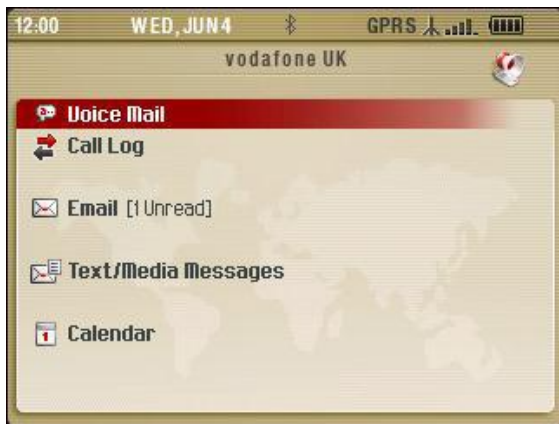 12:00 WED, JUN 4 GPRS
vodafone UK
Voice Mail
Call Log
Email [1 Unread]
Text/Media Messages
1 Calendar